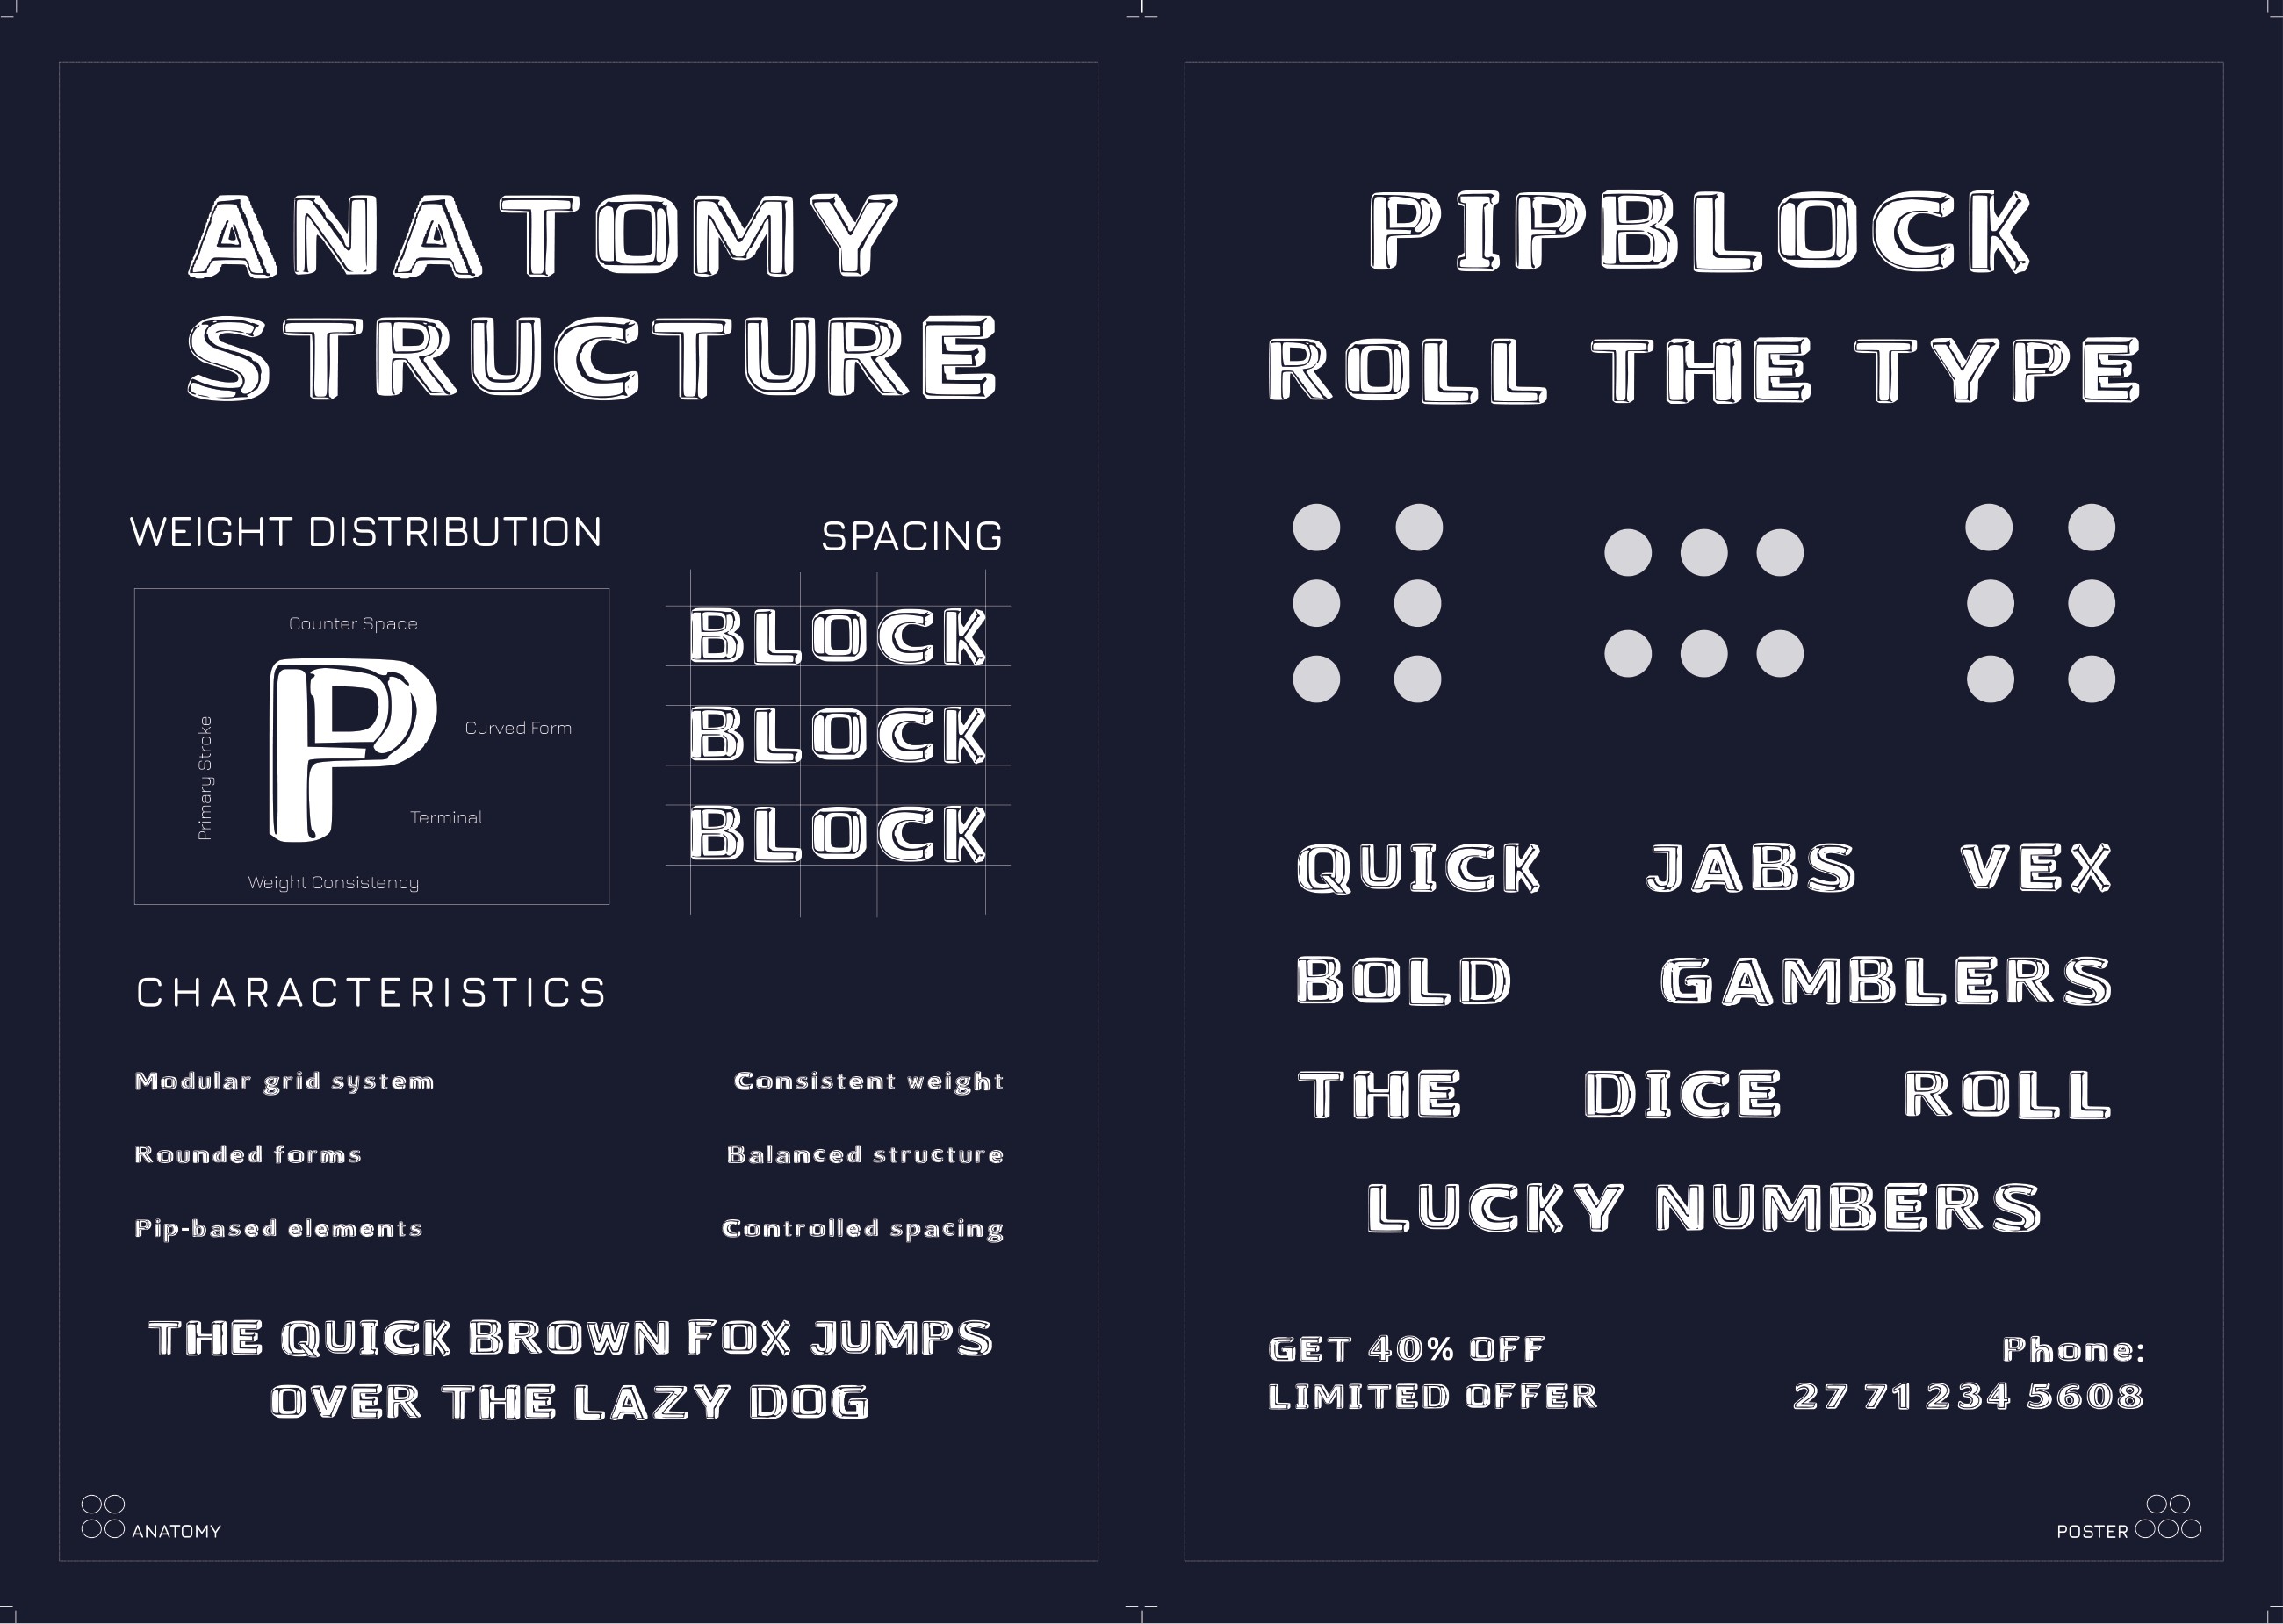 ANATOMY
STRUCTURE
WEIGHT DISTRIBUTION
Counter Space
Primary Stroke
P
Curved Form
Terminal
Weight Consistency
SPACING
BLOCK
BLOCK
BLOCK
CHARACTERISTICS
Modular grid system
Consistent weight
Rounded forms
Balanced structure
Pip-based elements
Controlled spacing
THE QUICK BROWN FOX JUMPS
OVER THE LAZY DOG
ANATOMY
PIPBLOCK
ROLL THE TYPE
QUICK JABS VEX
BOLD GAMBLERS
THE DICE ROLL
LUCKY NUMBERS
GET 40% OFF
LIMITED OFFER
Phone:
27 71 234 5608
POSTER